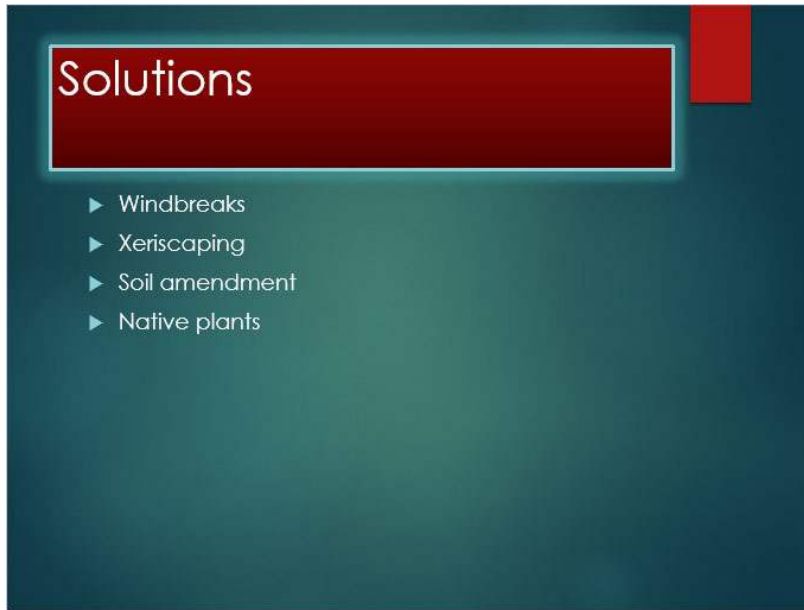 Solutions
Windbreaks
Xeriscaping
Soil amendment
Native plants